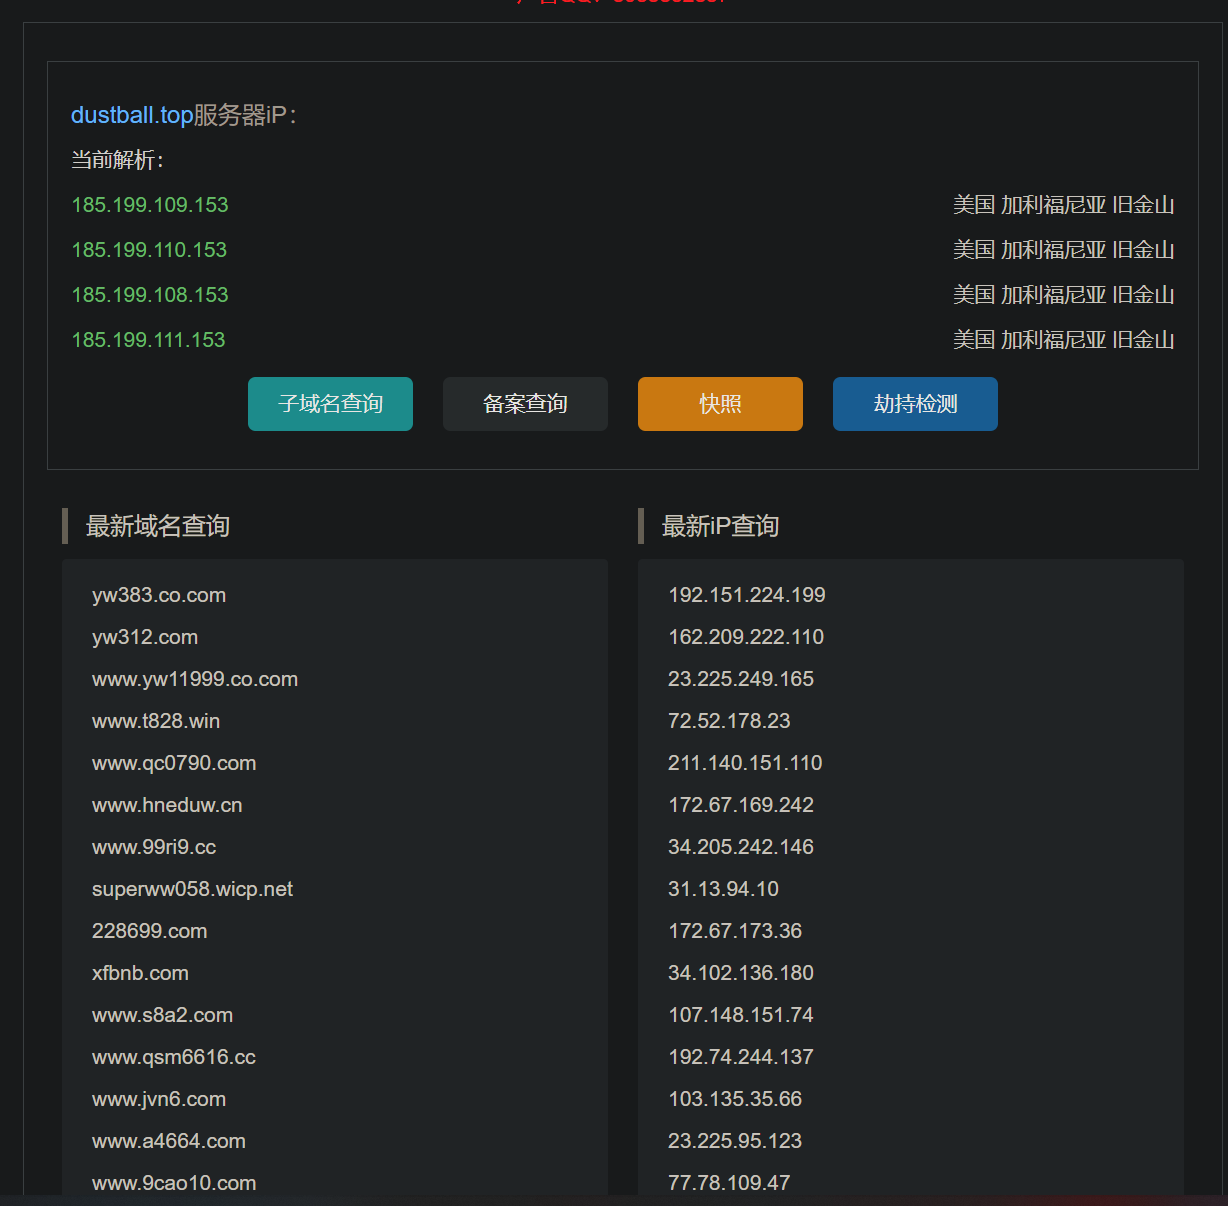 dustball.top服务器iP：
当前解析：
185.199.109.153 美国 加利福尼亚 旧金山
185.199.110.153 美国 加利福尼亚 旧金山
185.199.108.153 美国 加利福尼亚 旧金山
185.199.111.153 美国 加利福尼亚 旧金山
子域名查询 备案查询 快照 劫持检测
最新域名查询
yw383.co.com
yw312.com
www.yw11999.co.com
www.t828.win
www.qc0790.com
www.hneduw.cn
www.99ri9.cc
superww058.wicp.net
228699.com
xfbnb.com
www.s8a2.com
www.qsm6616.cc
www.jvn6.com
www.a4664.com
www.9cao10.com
最新iP查询
192.151.224.199
162.209.222.110
23.225.249.165
72.52.178.23
211.140.151.110
172.67.169.242
34.205.242.146
31.13.94.10
172.67.173.36
34.102.136.180
107.148.151.74
192.74.244.137
103.135.35.66
23.225.95.123
77.78.109.47